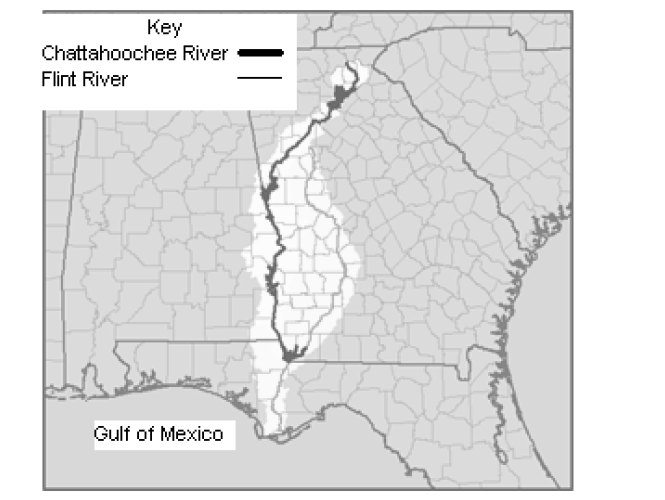 Key
Chattahoochee River
Flint River
Gulf of Mexico